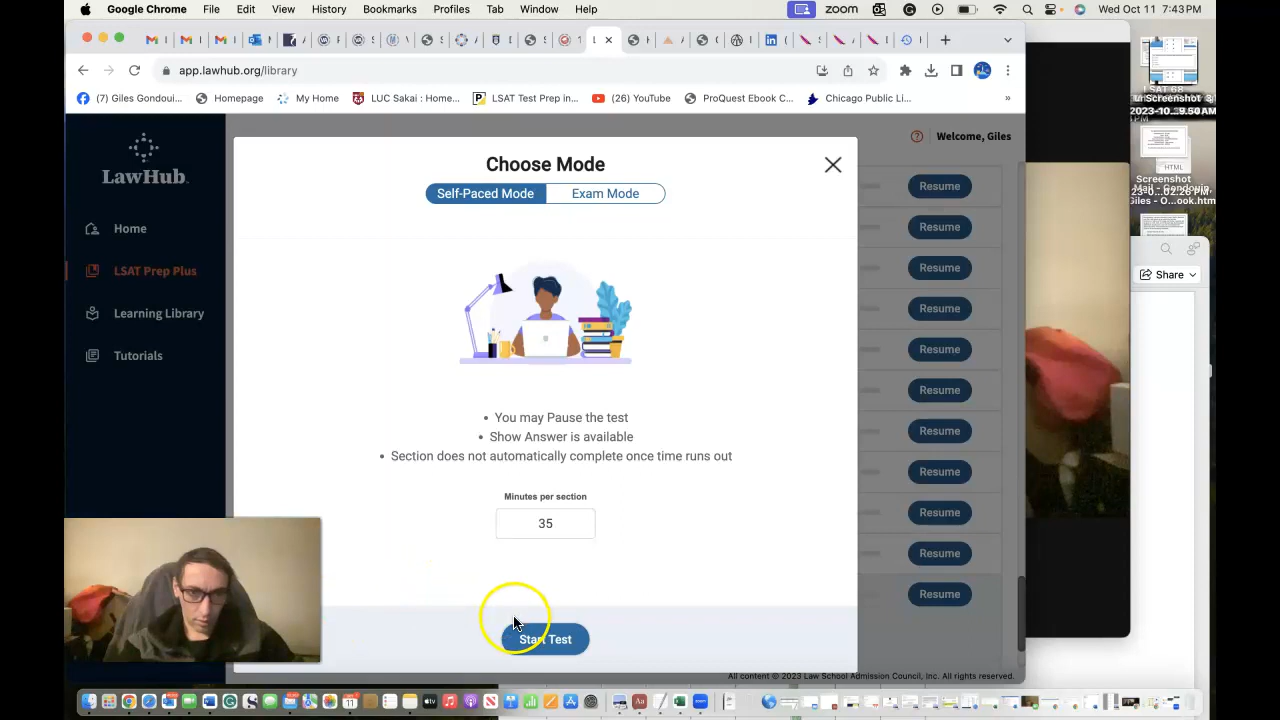 Google Chrome File Edit View History Bookmarks Profiles Tab Window Help zoom Wed Oct 11 7:43 PM
app.lawhub.org/library
(7) Giles Gondoui... Homepage My Home LUC Sakai : Home... LSAT Test Prep in... (26) YouTube ProQuest Ebook C... Chicago Public Li... »
LAWHUB
Welcome, Giles
Home
LSAT Prep Plus
Learning Library
Tutorials
Choose Mode
Self-Paced Mode Exam Mode
• You may Pause the test
• Show Answer is available
• Section does not automatically complete once time runs out
Minutes per section
35
Start Test
Resume
Resume
Resume
Resume
Resume
Resume
Resume
Resume
Resume
Resume
Resume
All content © 2023 Law School Admission Council, Inc. All rights reserved.
HTML
Screenshot
Share